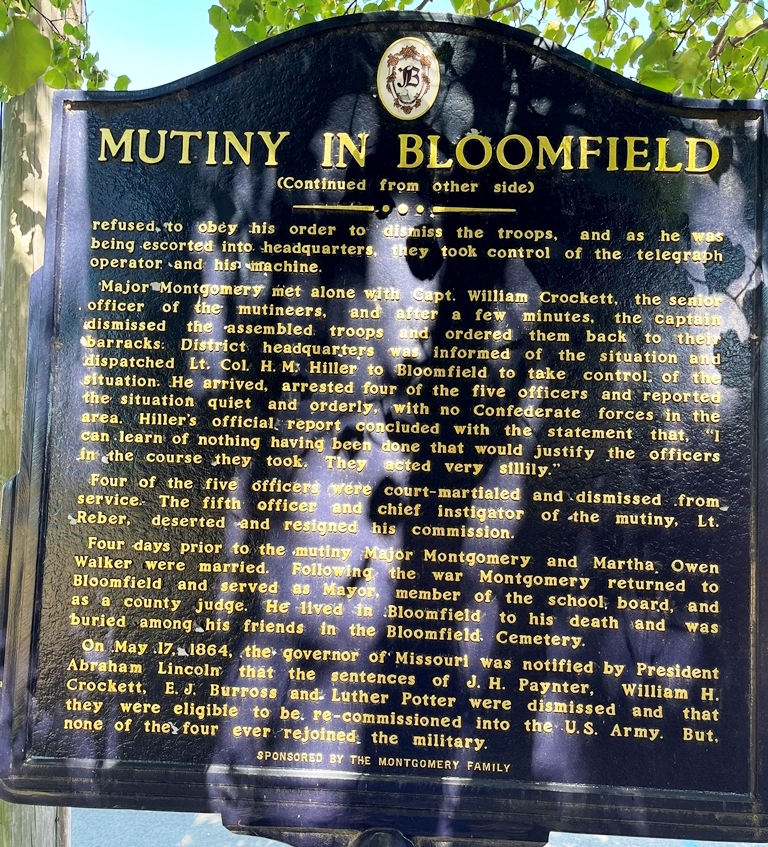 B
MUTINY IN BLOOMFIELD
(Continued from other side)
refused to obey his order to dismiss the troops, and as he was
being escorted into headquarters, they took control of the telegraph
operator and his machine.
Major Montgomery met alone with Capt. William Crockett, the senior
officer of the mutineers, and after a few minutes, the captain
dismissed the assembled troops and ordered them back to their
barracks. District headquarters was informed of the situation and
dispatched Lt. Col. H. M. Hiller to Bloomfield to take control of the
situation. He arrived, arrested four of the five officers and reported
the situation quiet and orderly, with no Confederate forces in the
area. Hiller's official report concluded with the statement that, "I
can learn of nothing having been done that would justify the officers
in the course they took. They acted very sillily."
Four of the five officers were court-martialed and dismissed from
service. The fifth officer and chief instigator of the mutiny, Lt.
Reber, deserted and resigned his commission.
Four days prior to the mutiny Major Montgomery and Martha Owen
Walker were married. Following the war Montgomery returned to
Bloomfield and served as Mayor, member of the school board, and
as a county judge. He lived in Bloomfield to his death and was
buried among his friends in the Bloomfield Cemetery.
On May 17, 1864, the governor of Missouri was notified by President
Abraham Lincoln that the sentences of J. H. Paynter, William H.
Crockett, E. J. Burross and Luther Potter were dismissed and that
they were eligible to be re-commissioned into the U.S. Army. But,
none of the four ever rejoined the military.
SPONSORED BY THE MONTGOMERY FAMILY